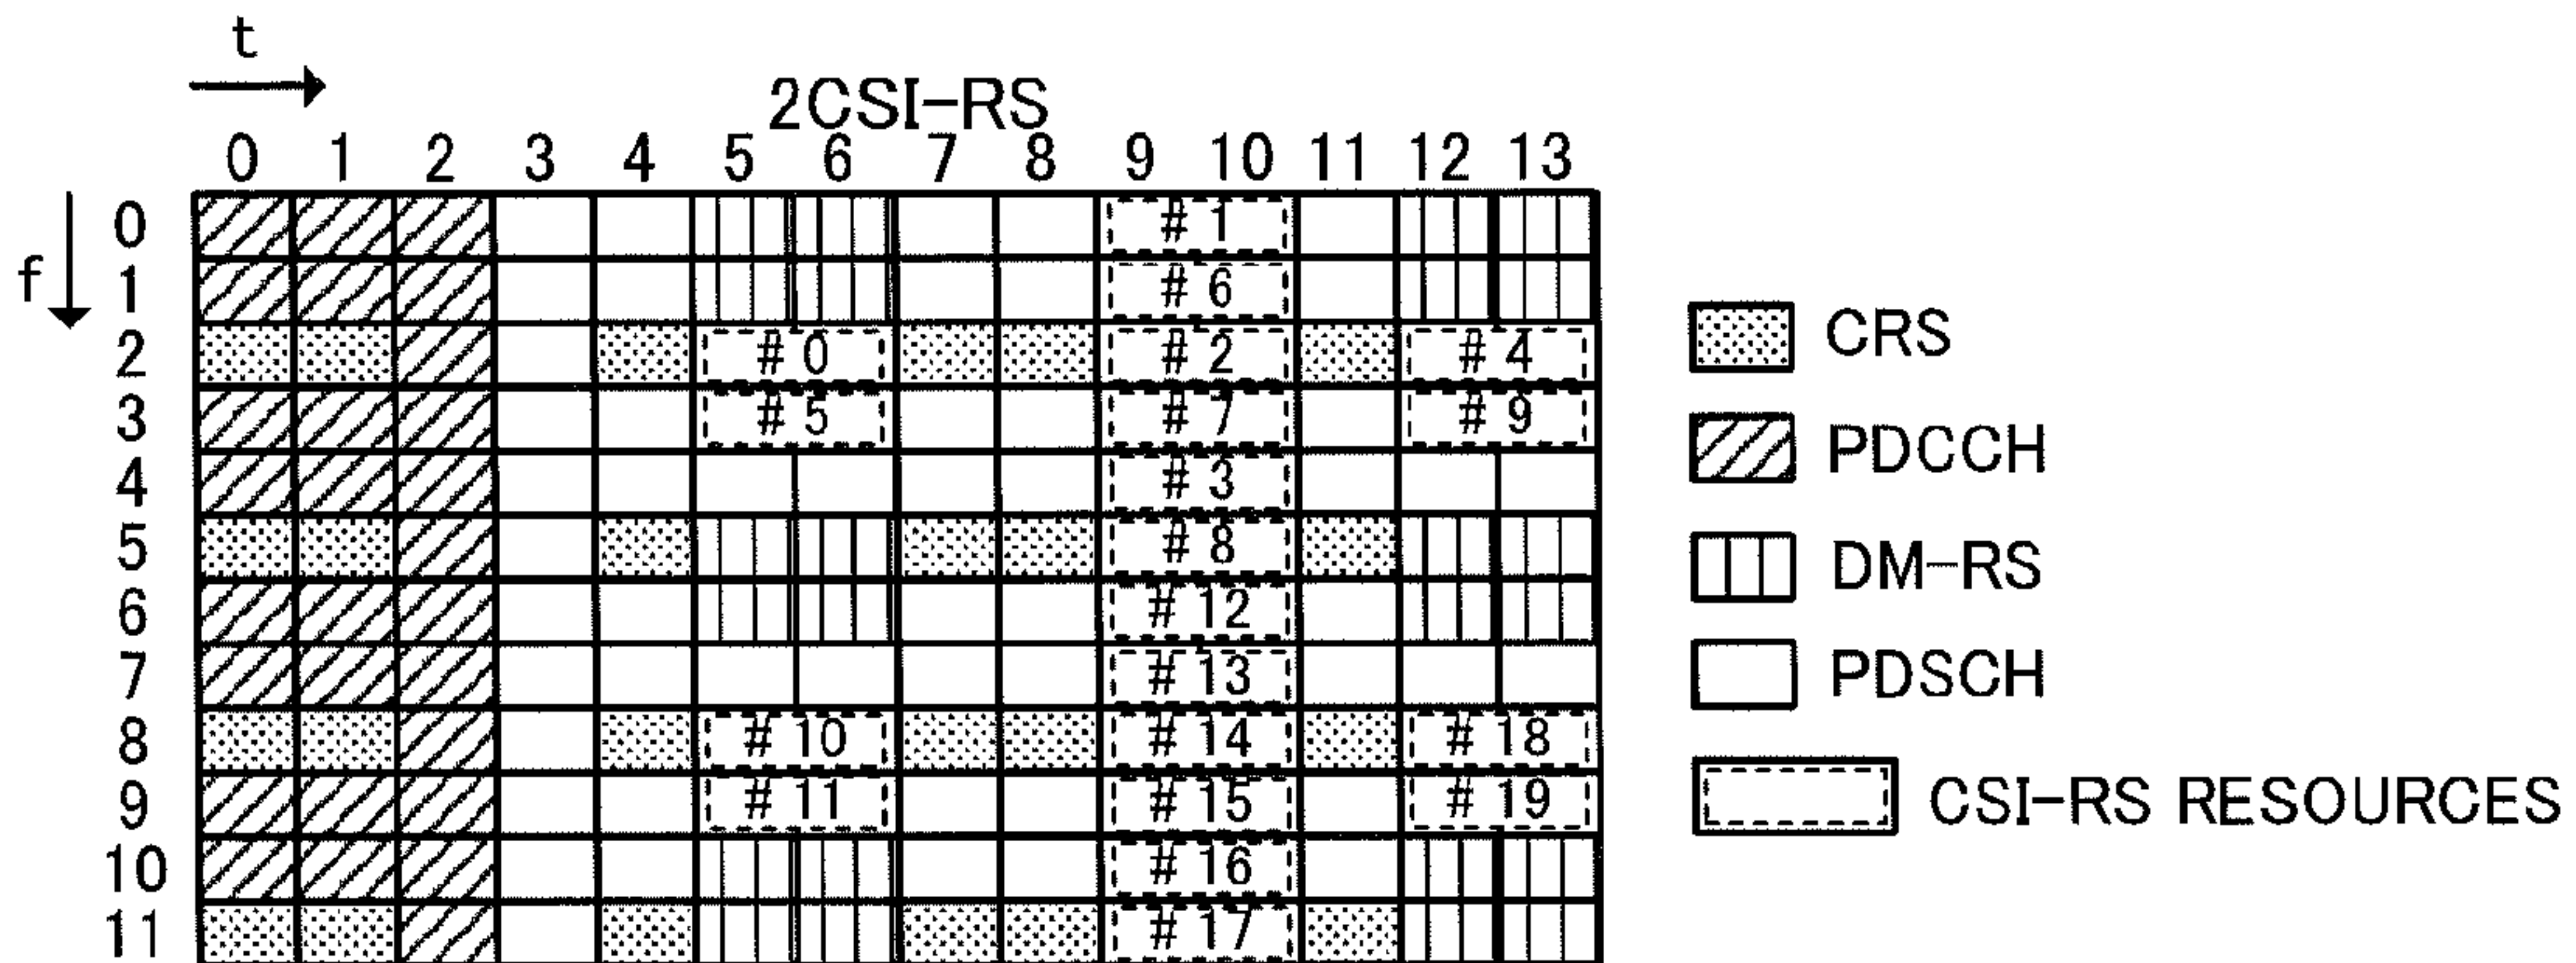 t
2CSI-RS
0 1 2 3 4 5 6 7 8 9 10 11 12 13
f
0 # 1
1 # 6
2 # 0 # 2 # 4
3 # 5 # 7 # 9
4 # 3
5 # 8
6 # 12
7 # 13
8 # 10 # 14 # 18
9 # 11 # 15 # 19
10 # 16
11 # 17
CRS
PDCCH
DM-RS
PDSCH
CSI-RS RESOURCES